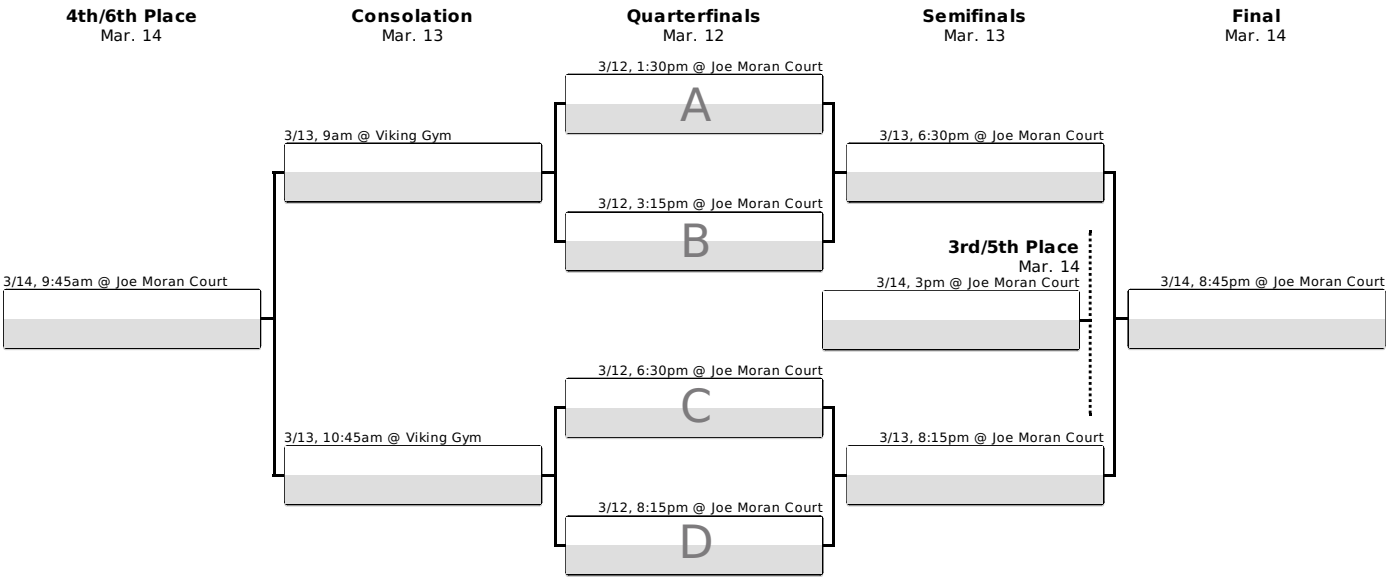 4th/6th Place
Mar. 14
Consolation
Mar. 13
Quarterfinals
Mar. 12
Semifinals
Mar. 13
Final
Mar. 14
3/12, 1:30pm @ Joe Moran Court
A
3/13, 9am @ Viking Gym
3/13, 6:30pm @ Joe Moran Court
3/12, 3:15pm @ Joe Moran Court
B
3rd/5th Place
Mar. 14
3/14, 9:45am @ Joe Moran Court
3/14, 3pm @ Joe Moran Court
3/14, 8:45pm @ Joe Moran Court
3/12, 6:30pm @ Joe Moran Court
C
3/13, 10:45am @ Viking Gym
3/13, 8:15pm @ Joe Moran Court
3/12, 8:15pm @ Joe Moran Court
D